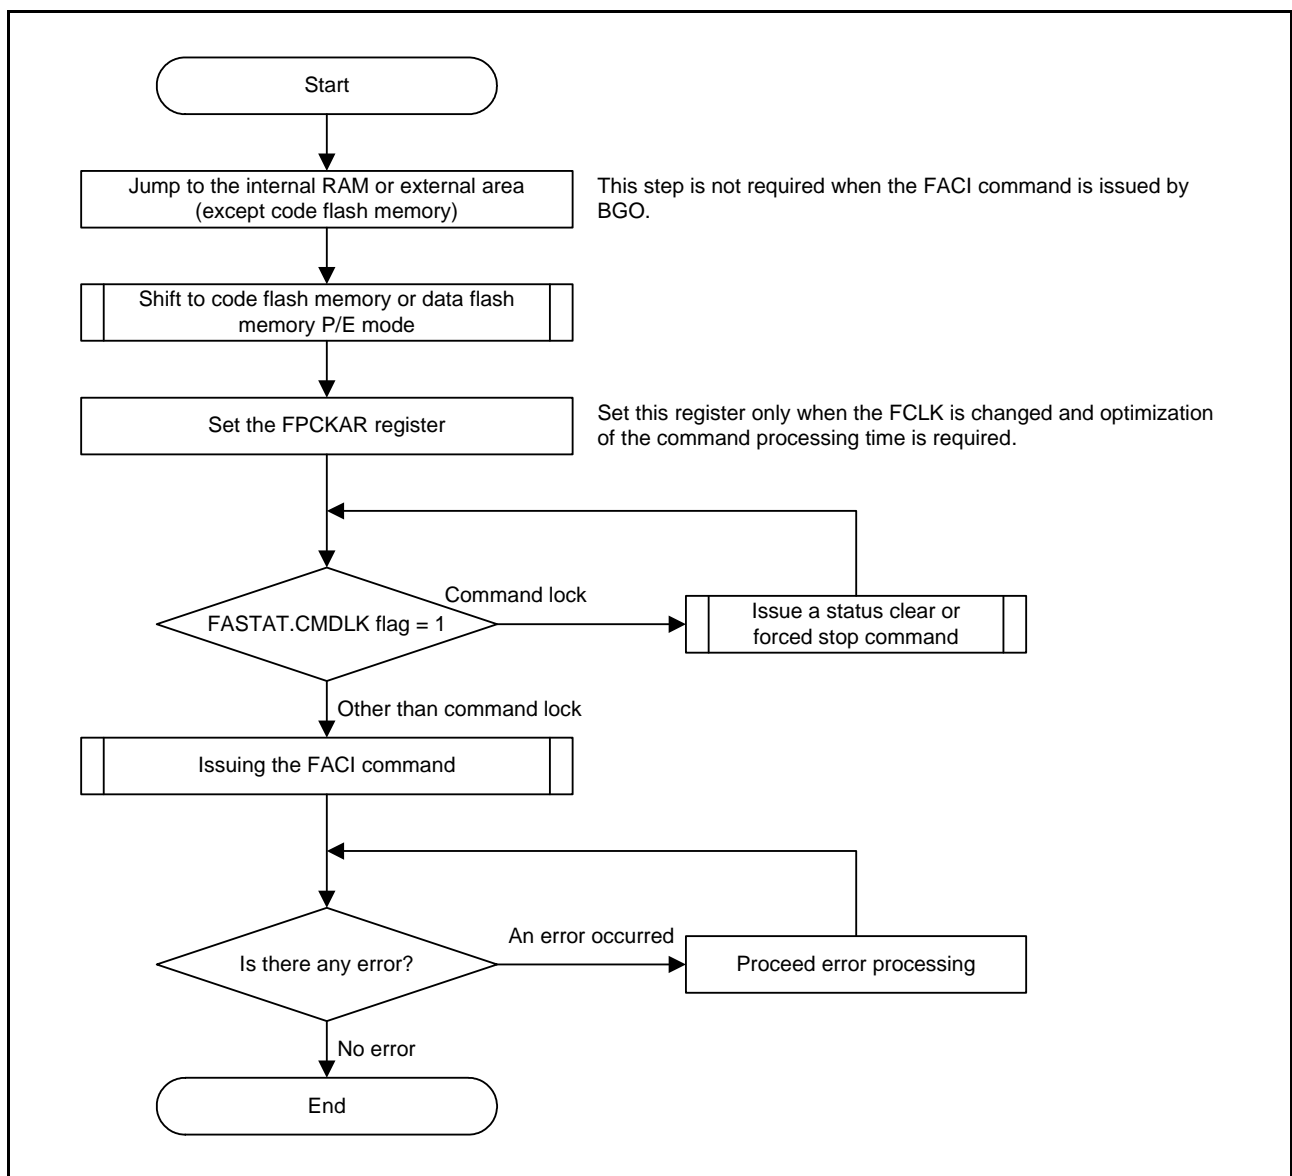 Start
Jump to the internal RAM or external area
(except code flash memory)
This step is not required when the FACI command is issued by
BGO.
Shift to code flash memory or data flash
memory P/E mode
Set the FPCKAR register
Set this register only when the FCLK is changed and optimization
of the command processing time is required.
FASTAT.CMDLK flag = 1
Command lock
Issue a status clear or
forced stop command
Other than command lock
Issuing the FACI command
Is there any error?
An error occurred
Proceed error processing
No error
End